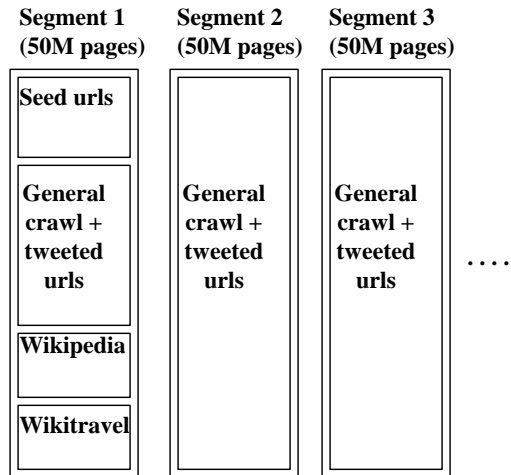 Segment 1
(50M pages)
Segment 2
(50M pages)
Segment 3
(50M pages)
Seed urls
General
crawl +
tweeted
urls
Wikipedia
Wikitravel
General
crawl +
tweeted
urls
General
crawl +
tweeted
urls
....